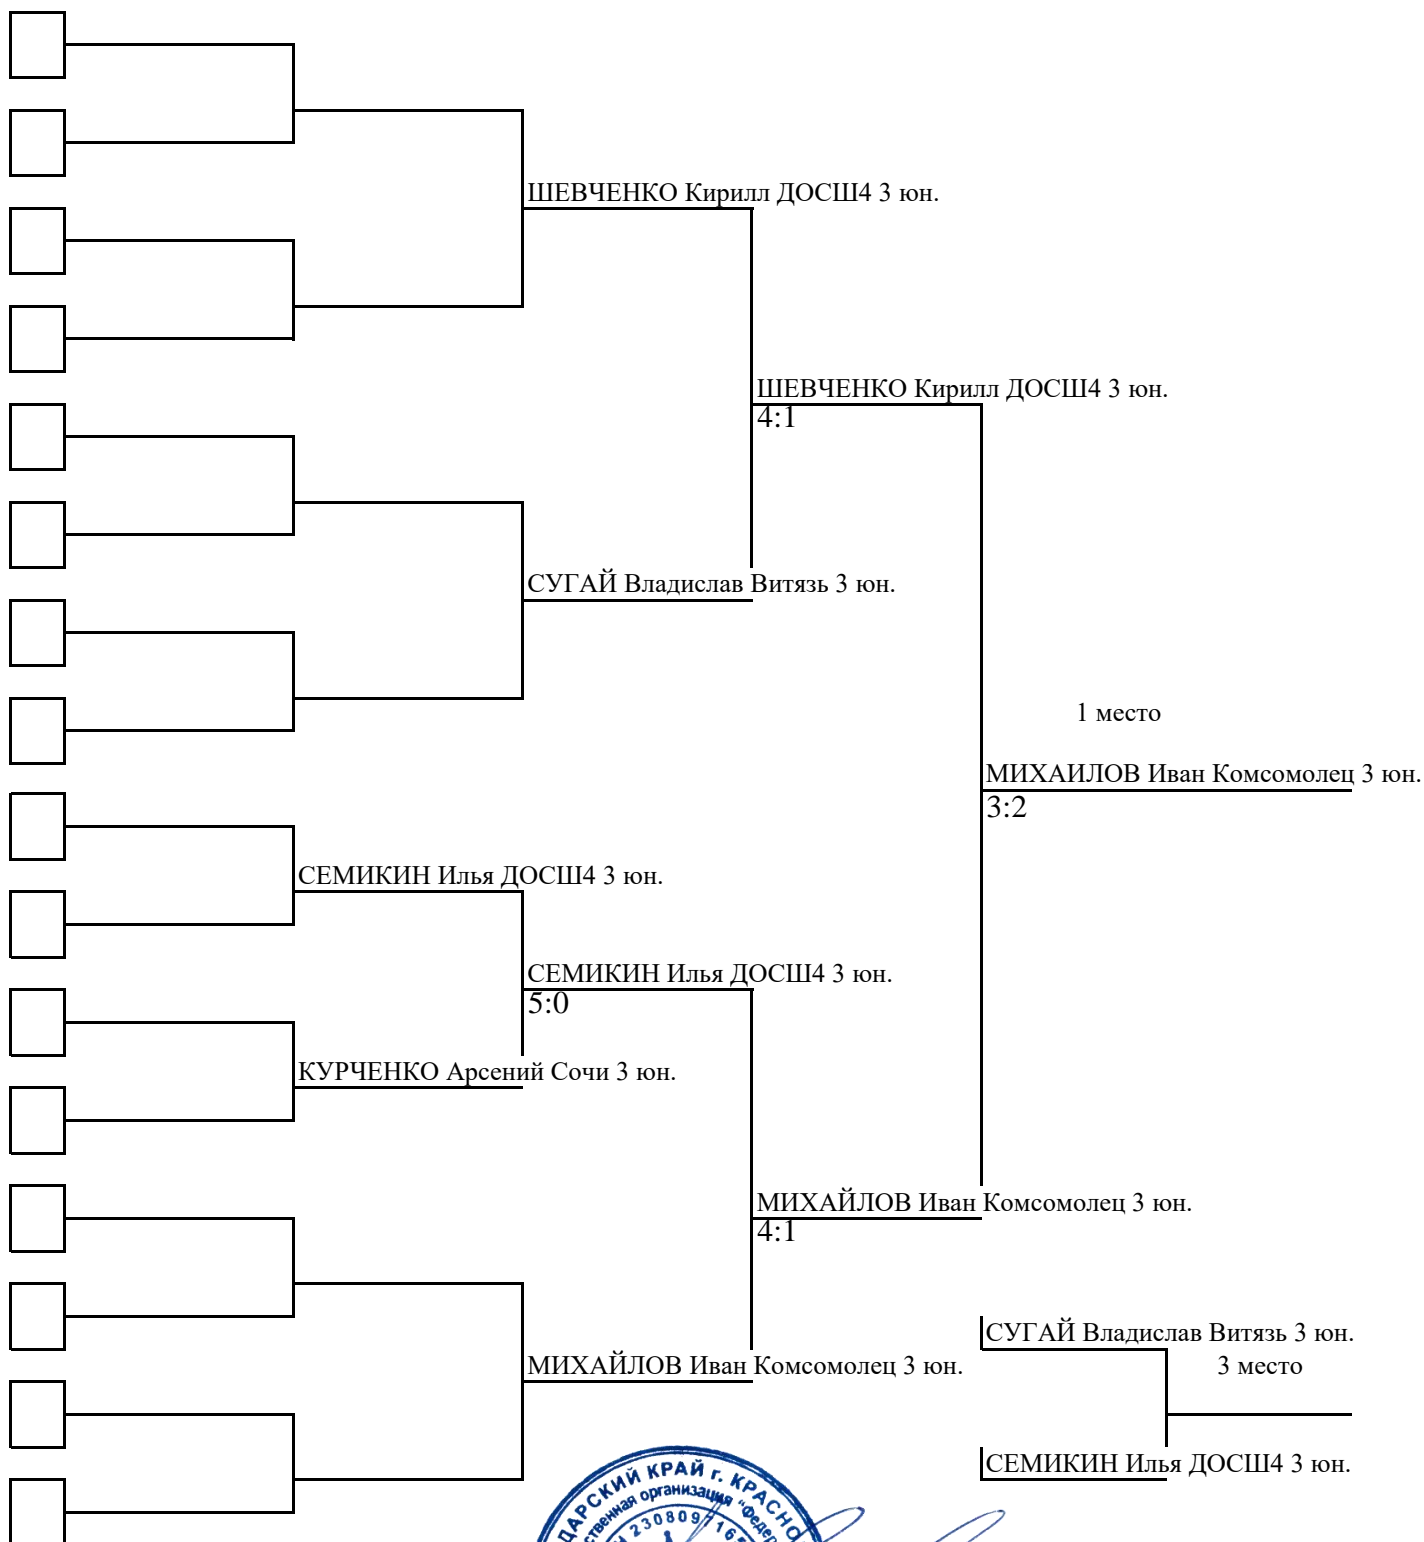 ШЕВЧЕНКО Кирилл ДОСШ4 3 юн.
ШЕВЧЕНКО Кирилл ДОСШ4 3 юн.
4:1
СУГАЙ Владислав Витязь 3 юн.
1 место
МИХАИЛОВ Иван Комсомолец 3 юн.
3:2
СЕМИКИН Илья ДОСШ4 3 юн.
СЕМИКИН Илья ДОСШ4 3 юн.
5:0
КУРЧЕНКО Арсений Сочи 3 юн.
МИХАЙЛОВ Иван Комсомолец 3 юн.
4:1
СУГАЙ Владислав Витязь 3 юн.
МИХАЙЛОВ Иван Комсомолец 3 юн.
3 место
СЕМИКИН Илья ДОСШ4 3 юн.
КРАЙ г.
организация